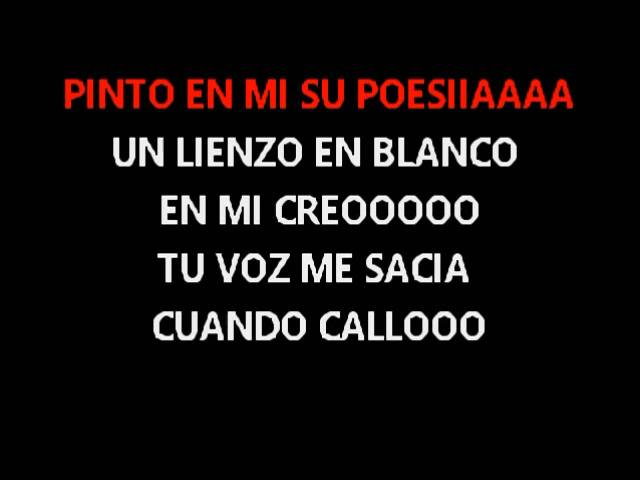 PINTO EN MI SU POESIIAAAA
UN LIENZO EN BLANCO
EN MI CREOOOOO
TU VOZ ME SACIA
CUANDO CALLOOO